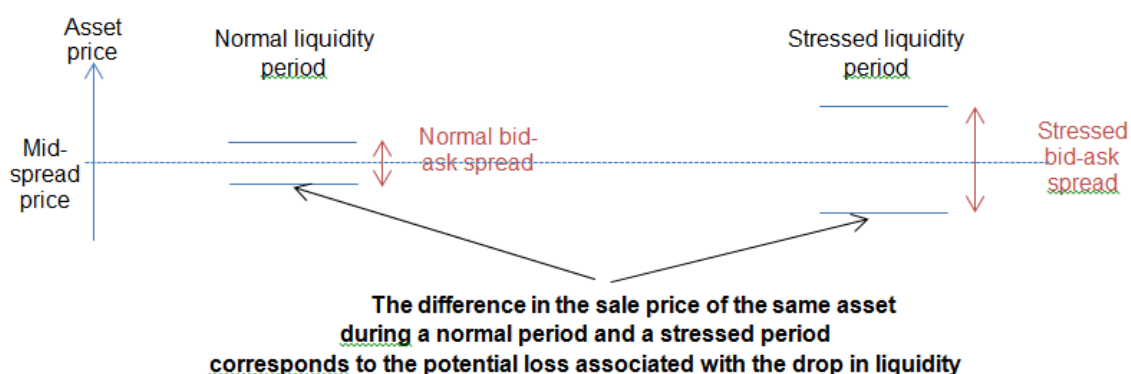 Asset
price
Normal liquidity
period
Stressed liquidity
period
Mid-
spread
price
Normal bid-
ask spread
Stressed
bid-ask
spread
The difference in the sale price of the same asset
during a normal period and a stressed period
corresponds to the potential loss associated with the drop in liquidity